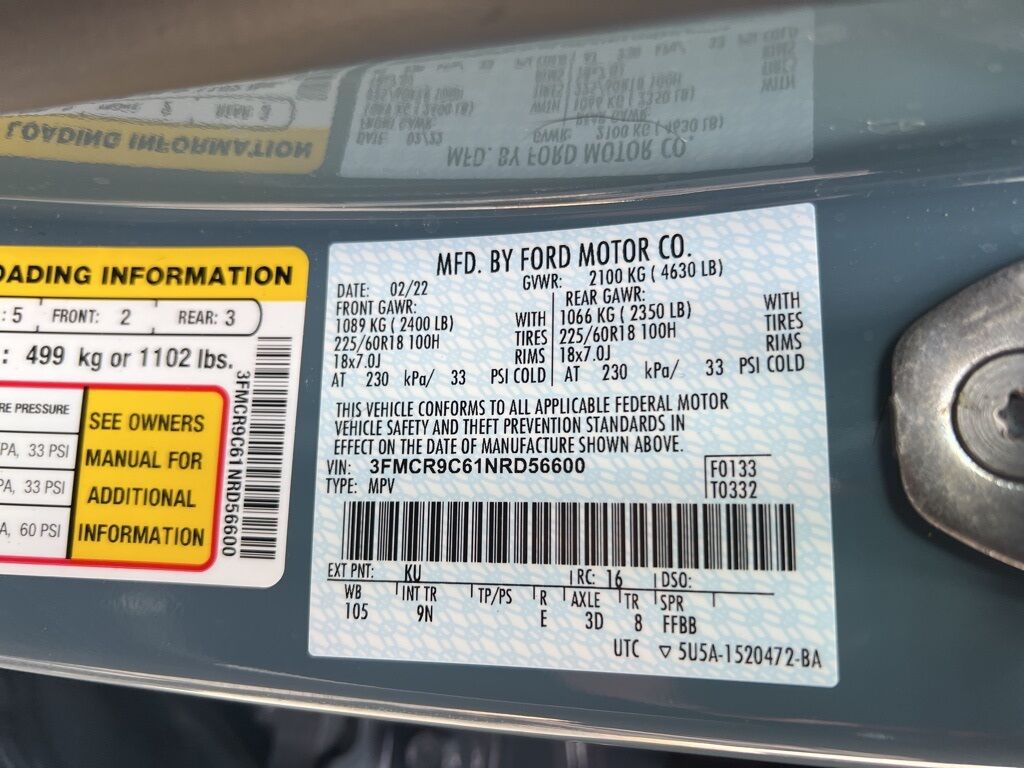 OADING INFORMATION
: 5 FRONT: 2 REAR: 3
: 499 kg or 1102 lbs.
RE PRESSURE
PA, 33 PSI
PA, 33 PSI
A, 60 PSI
SEE OWNERS
MANUAL FOR
ADDITIONAL
INFORMATION
3FMCR9C61NRD56600
MFD. BY FORD MOTOR CO.
DATE: 02/22 GVWR: 2100 KG ( 4630 LB)
FRONT GAWR: REAR GAWR:
1089 KG ( 2400 LB) WITH 1066 KG ( 2350 LB) WITH
225/60R18 100H TIRES 225/60R18 100H TIRES
18x7.0J RIMS 18x7.0J RIMS
AT 230 kPa/ 33 PSI COLD AT 230 kPa/ 33 PSI COLD
THIS VEHICLE CONFORMS TO ALL APPLICABLE FEDERAL MOTOR
VEHICLE SAFETY AND THEFT PREVENTION STANDARDS IN
EFFECT ON THE DATE OF MANUFACTURE SHOWN ABOVE.
VIN: 3FMCR9C61NRD56600 F0133
TYPE: MPV T0332
EXT PNT: KU RC: 16 DSO:
WB INT TR TP/PS R AXLE TR SPR
105 9N E 3D 8 FFBB
UTC ▽ 5U5A-1520472-BA